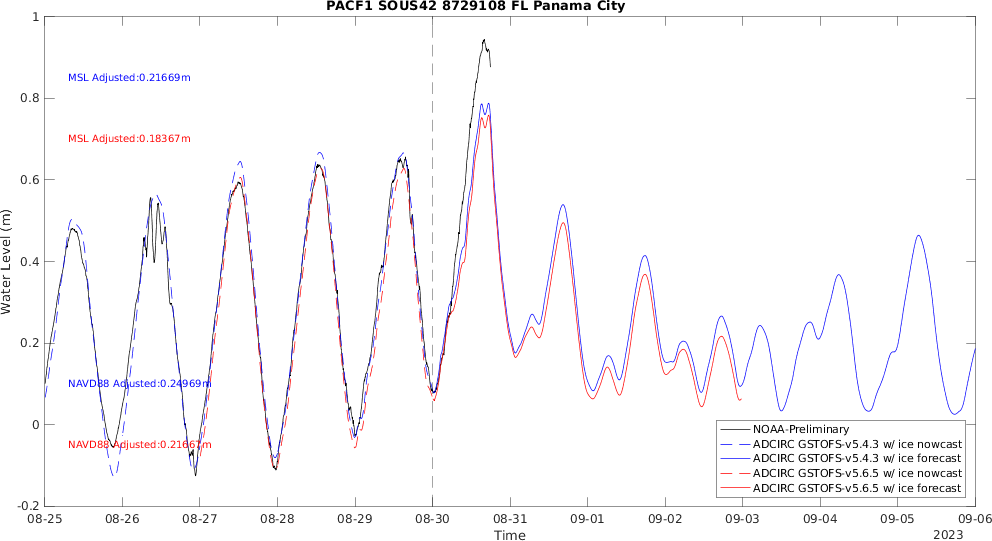 PACF1 SOUS42 8729108 FL Panama City
Water Level (m)
1
0.8
0.6
0.4
0.2
0
-0.2
MSL Adjusted:0.21669m
MSL Adjusted:0.18367m
NAVD88 Adjusted:0.24969m
NAVD88 Adjusted:0.21667m
NOAA-Preliminary
ADCIRC GSTOFS-v5.4.3 w/ ice nowcast
ADCIRC GSTOFS-v5.4.3 w/ ice forecast
ADCIRC GSTOFS-v5.6.5 w/ ice nowcast
ADCIRC GSTOFS-v5.6.5 w/ ice forecast
08-25 08-26 08-27 08-28 08-29 08-30 08-31 09-01 09-02 09-03 09-04 09-05 09-06
Time
2023